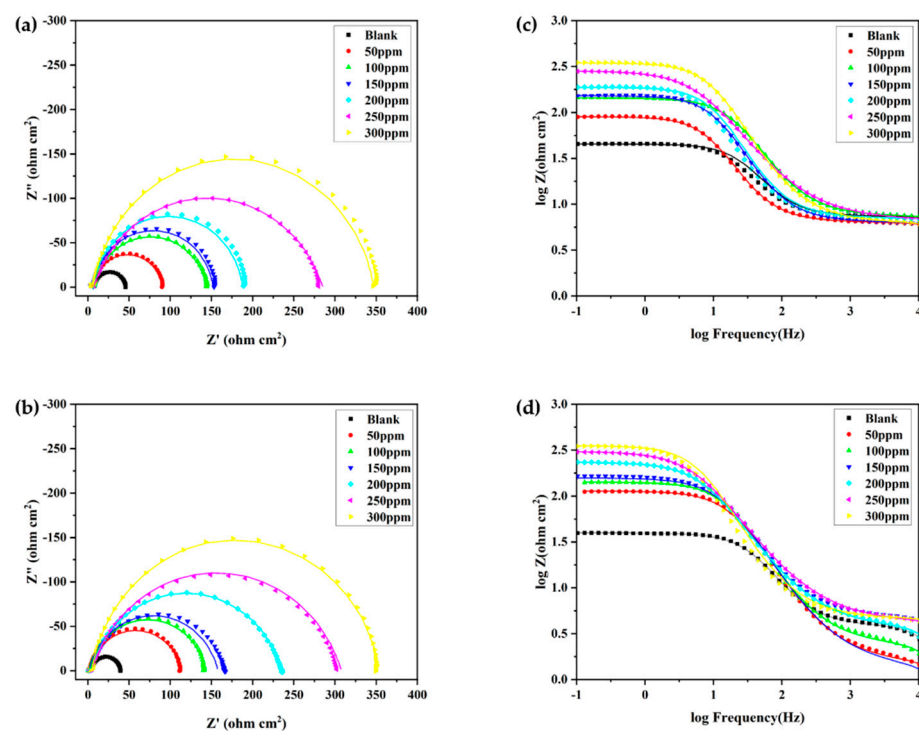 (a)
-300
-250
-200
-150
-100
-50
0
Z" (ohm cm²)
0 50 100 150 200 250 300 350 400
Z' (ohm cm²)
Blank
50ppm
100ppm
150ppm
200ppm
250ppm
300ppm
(c)
3.0
2.5
2.0
1.5
1.0
0.5
0.0
log Z(ohm cm²)
-1 0 1 2 3 4
log Frequency(Hz)
Blank
50ppm
100ppm
150ppm
200ppm
250ppm
300ppm
(b)
-300
-250
-200
-150
-100
-50
0
Z" (ohm cm²)
0 50 100 150 200 250 300 350 400
Z' (ohm cm²)
Blank
50ppm
100ppm
150ppm
200ppm
250ppm
300ppm
(d)
3.0
2.5
2.0
1.5
1.0
0.5
0.0
log Z(ohm cm²)
-1 0 1 2 3 4
log Frequency(Hz)
Blank
50ppm
100ppm
150ppm
200ppm
250ppm
300ppm